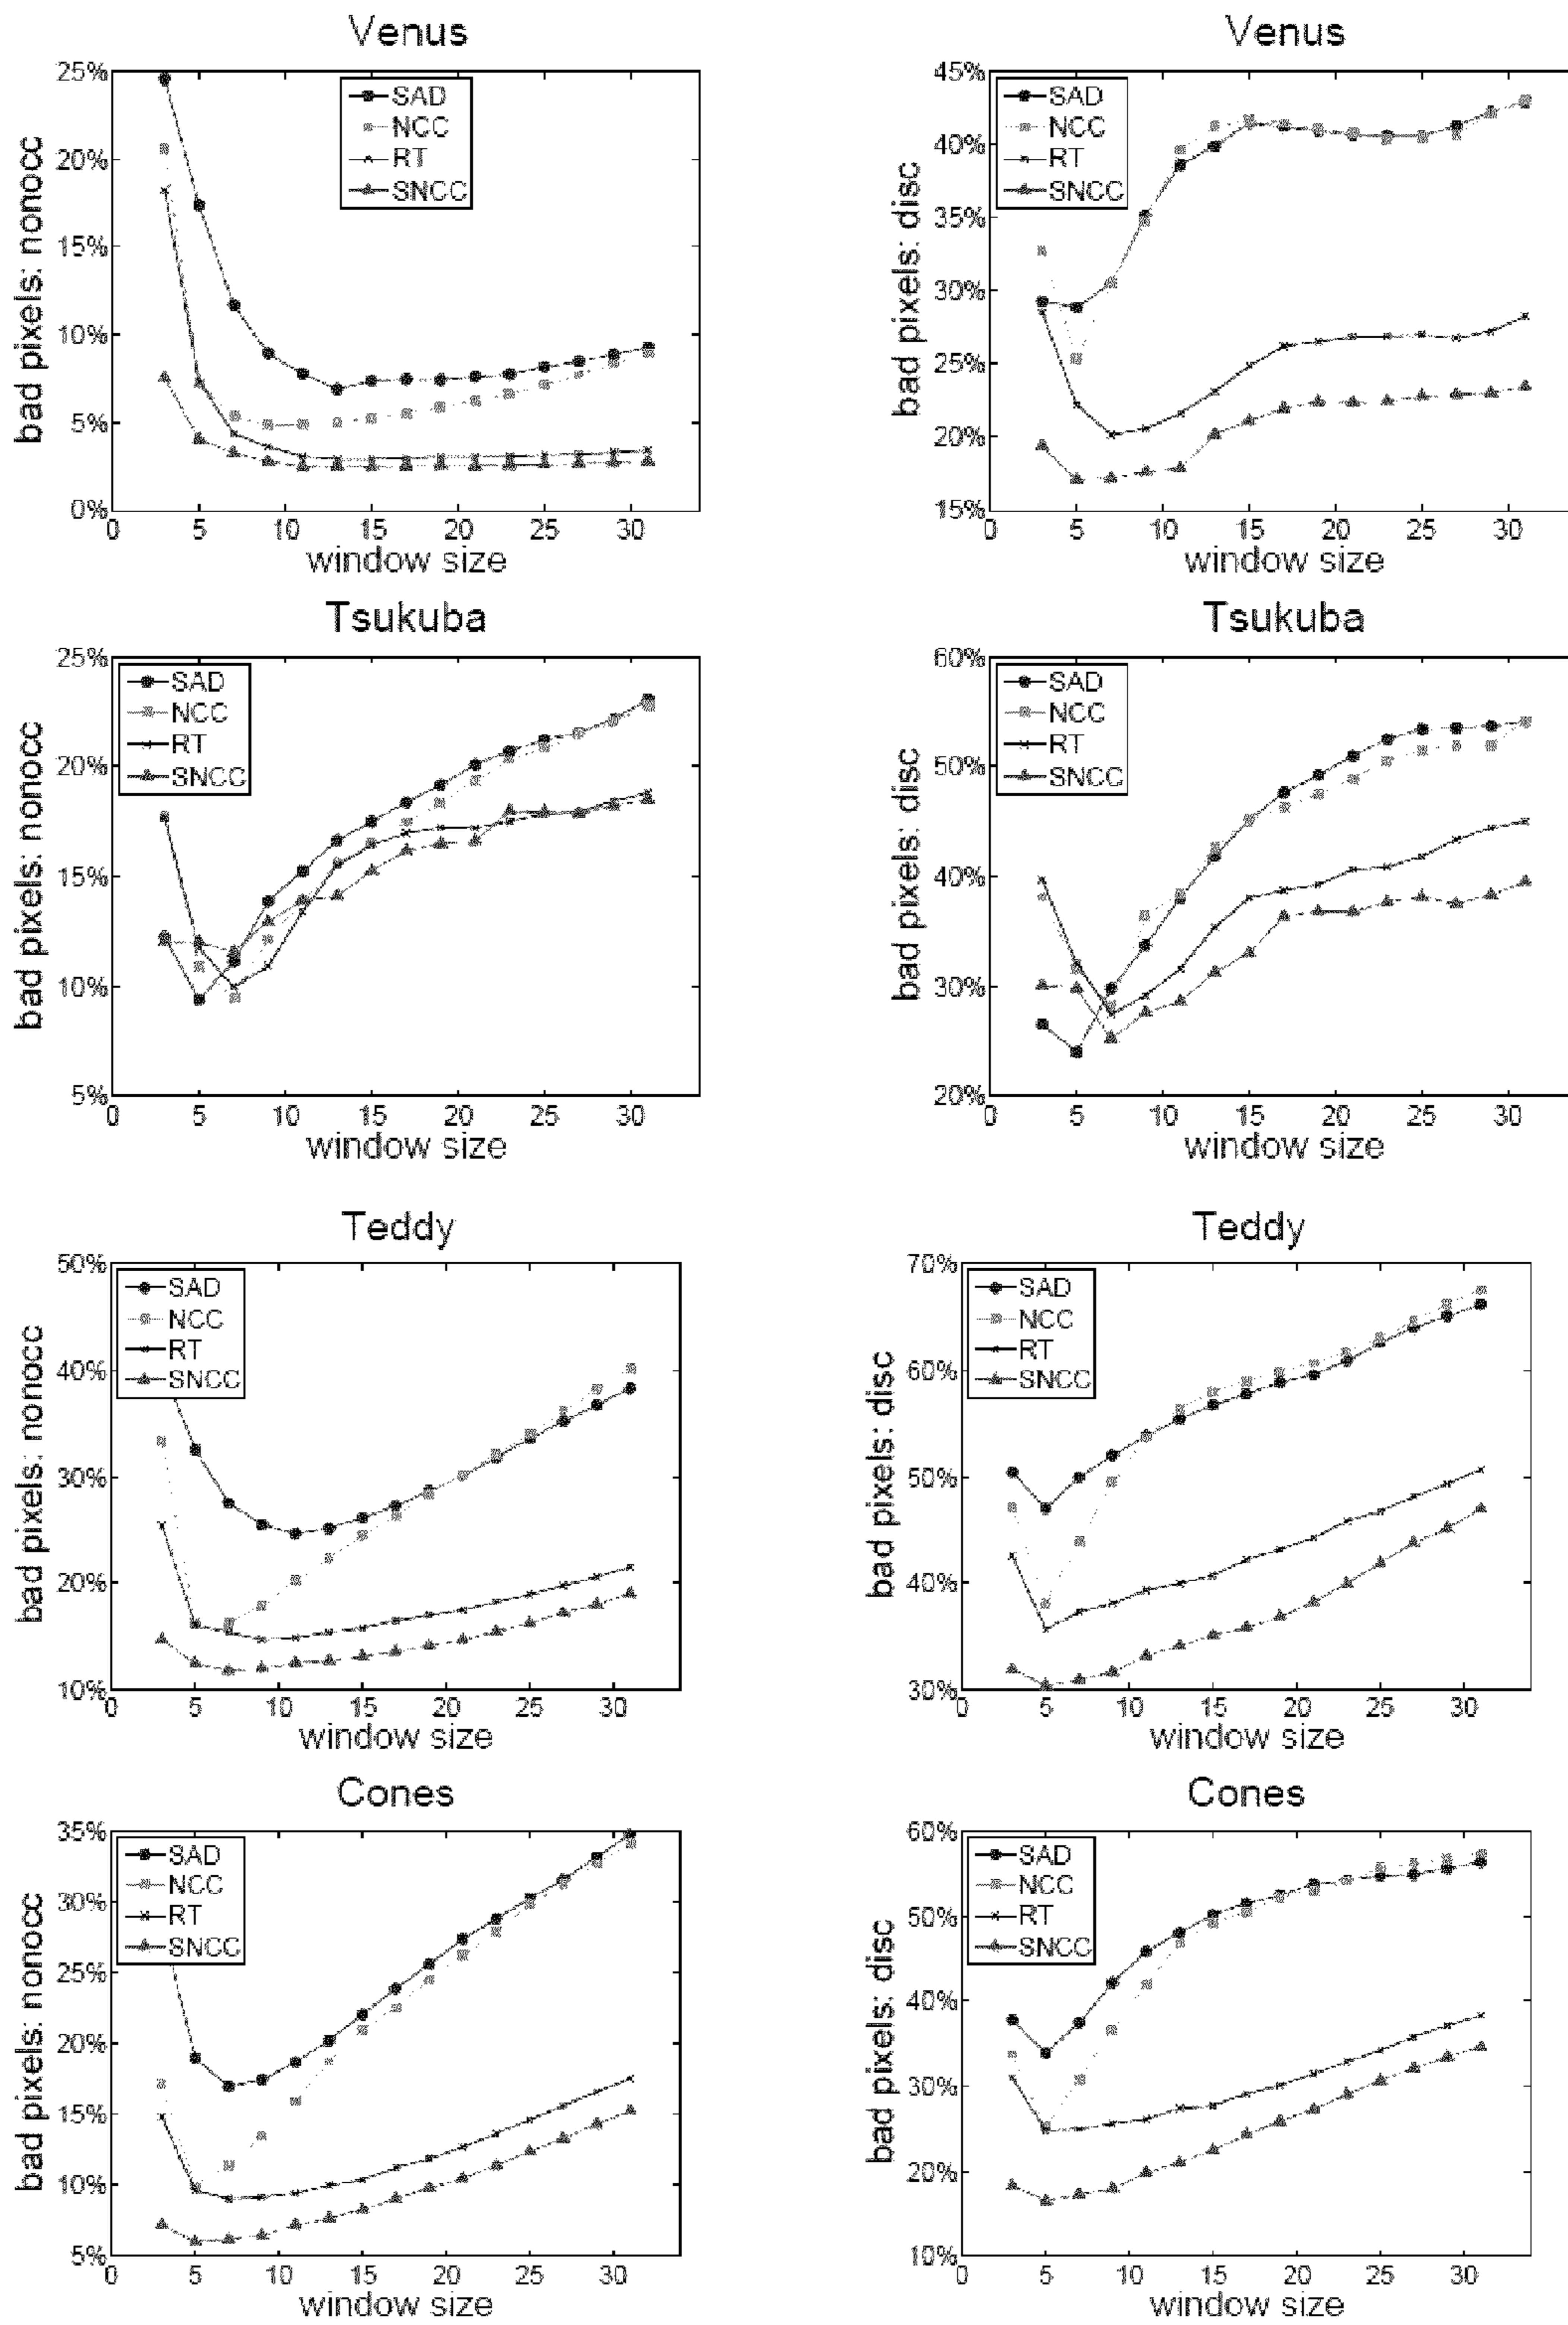 Venus
25%
20%
15%
10%
5%
0%
bad pixels: nonocc
SAD
NCC
RT
SNCC
0 5 10 15 20 25 30
window size
Venus
45%
40%
35%
30%
25%
20%
15%
bad pixels: disc
SAD
NCC
RT
SNCC
0 5 10 15 20 25 30
window size
Tsukuba
25%
20%
15%
10%
5%
bad pixels: nonocc
SAD
NCC
RT
SNCC
0 5 10 15 20 25 30
window size
Tsukuba
60%
50%
40%
30%
20%
bad pixels: disc
SAD
NCC
RT
SNCC
0 5 10 15 20 25 30
window size
Teddy
50%
40%
30%
20%
10%
bad pixels: nonocc
SAD
NCC
RT
SNCC
0 5 10 15 20 25 30
window size
Teddy
70%
60%
50%
40%
30%
bad pixels: disc
SAD
NCC
RT
SNCC
0 5 10 15 20 25 30
window size
Cones
35%
30%
25%
20%
15%
10%
5%
bad pixels: nonocc
SAD
NCC
RT
SNCC
0 5 10 15 20 25 30
window size
Cones
60%
50%
40%
30%
20%
10%
bad pixels: disc
SAD
NCC
RT
SNCC
0 5 10 15 20 25 30
window size